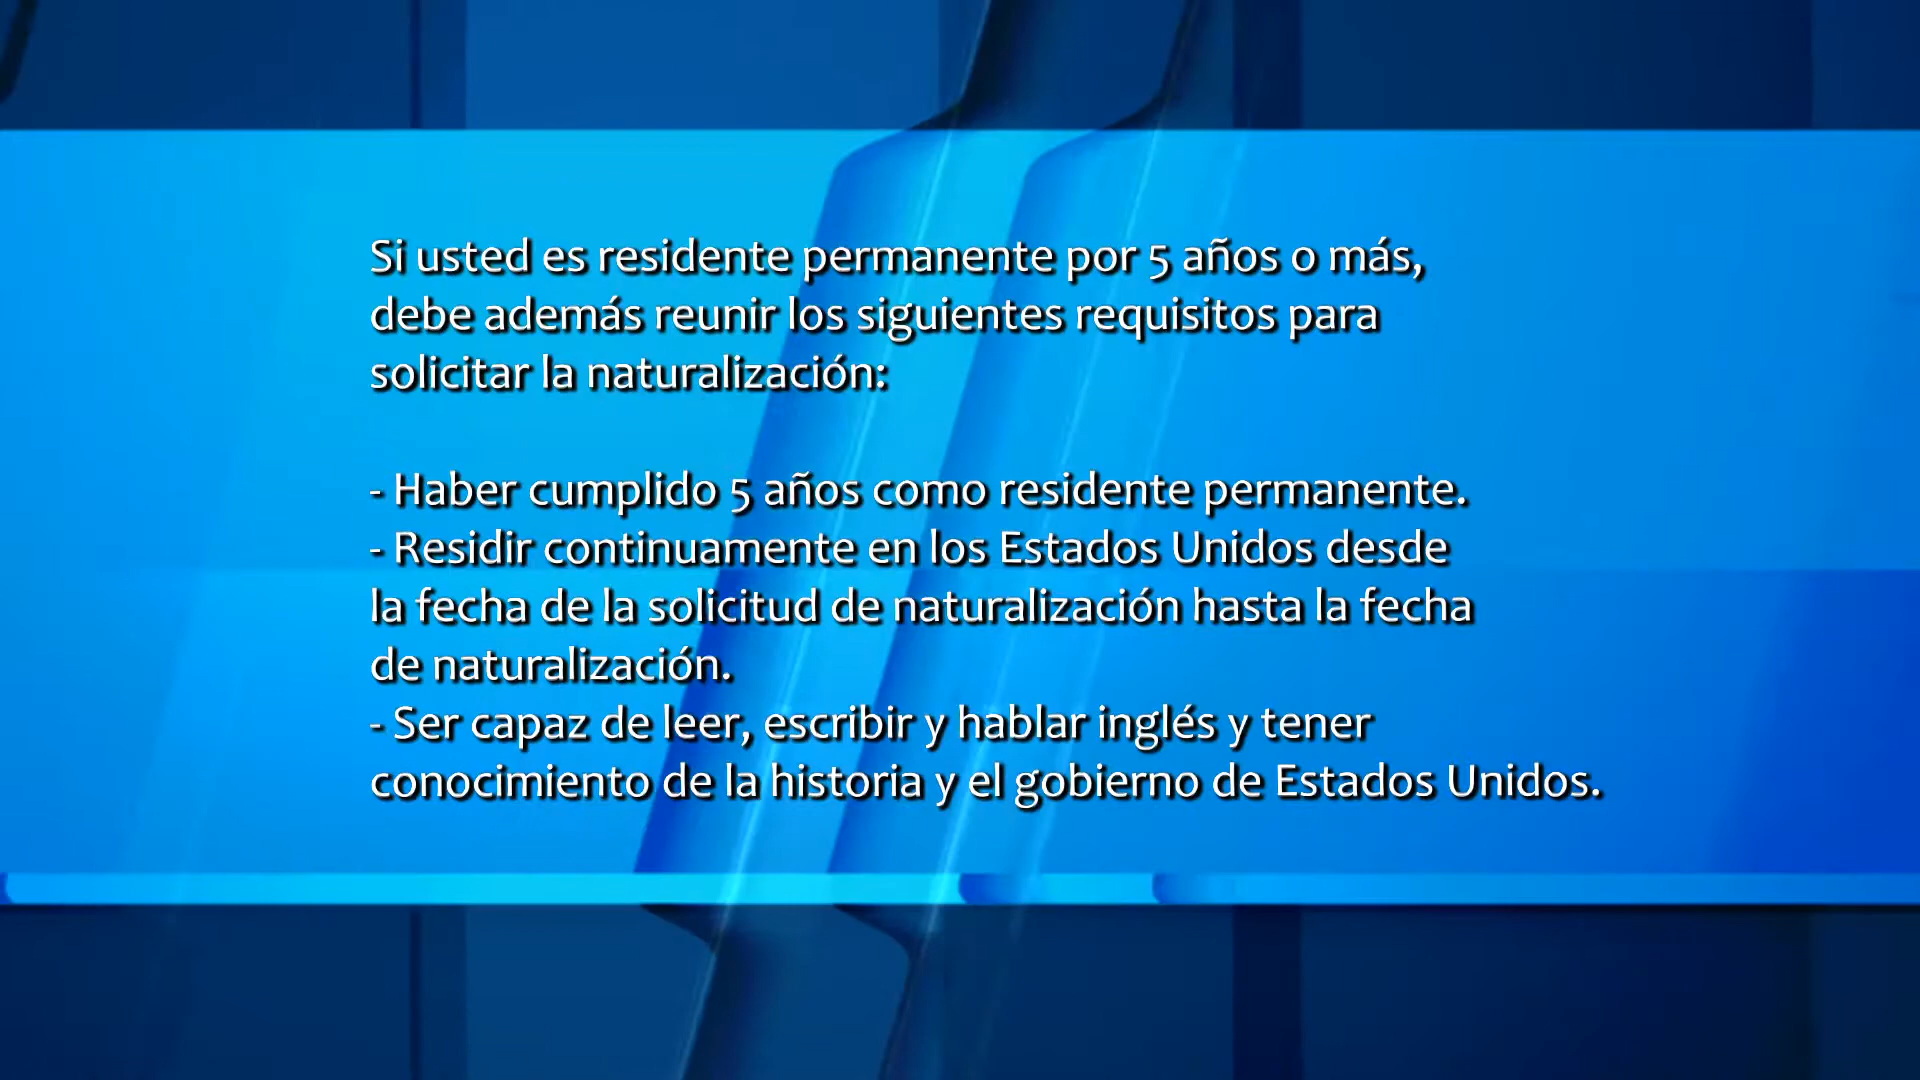 Si usted es residente permanente por 5 años o más,
debe además reunir los siguientes requisitos para
solicitar la naturalización:
- Haber cumplido 5 años como residente permanente.
- Residir continuamente en los Estados Unidos desde
la fecha de la solicitud de naturalización hasta la fecha
de naturalización.
- Ser capaz de leer, escribir y hablar inglés y tener
conocimiento de la historia y el gobierno de Estados Unidos.